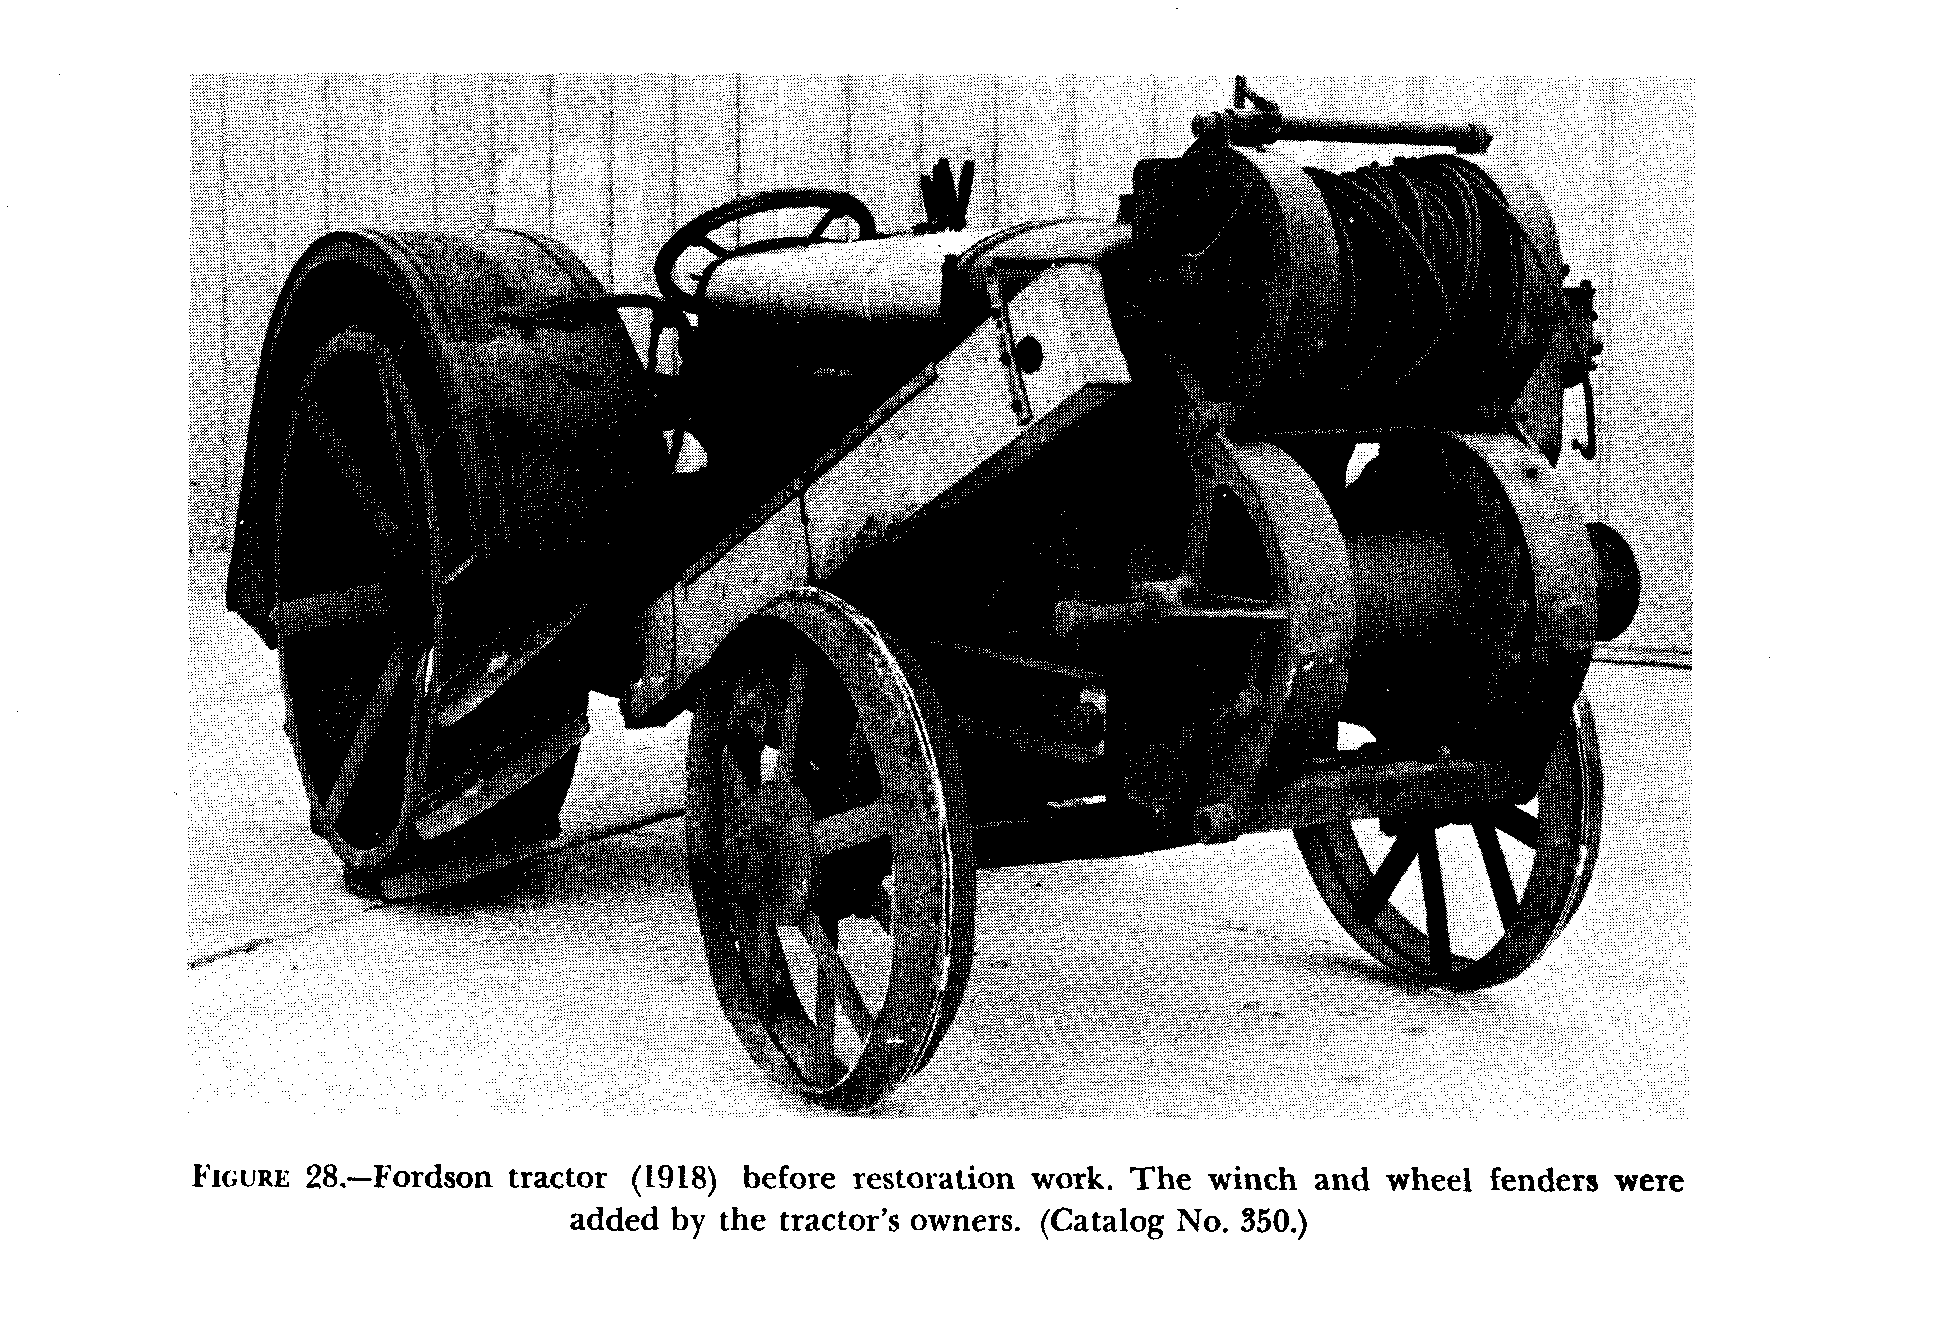 FIGURE 28.—Fordson tractor (1918) before restoration work. The winch and wheel fenders were
added by the tractor's owners. (Catalog No. 350.)